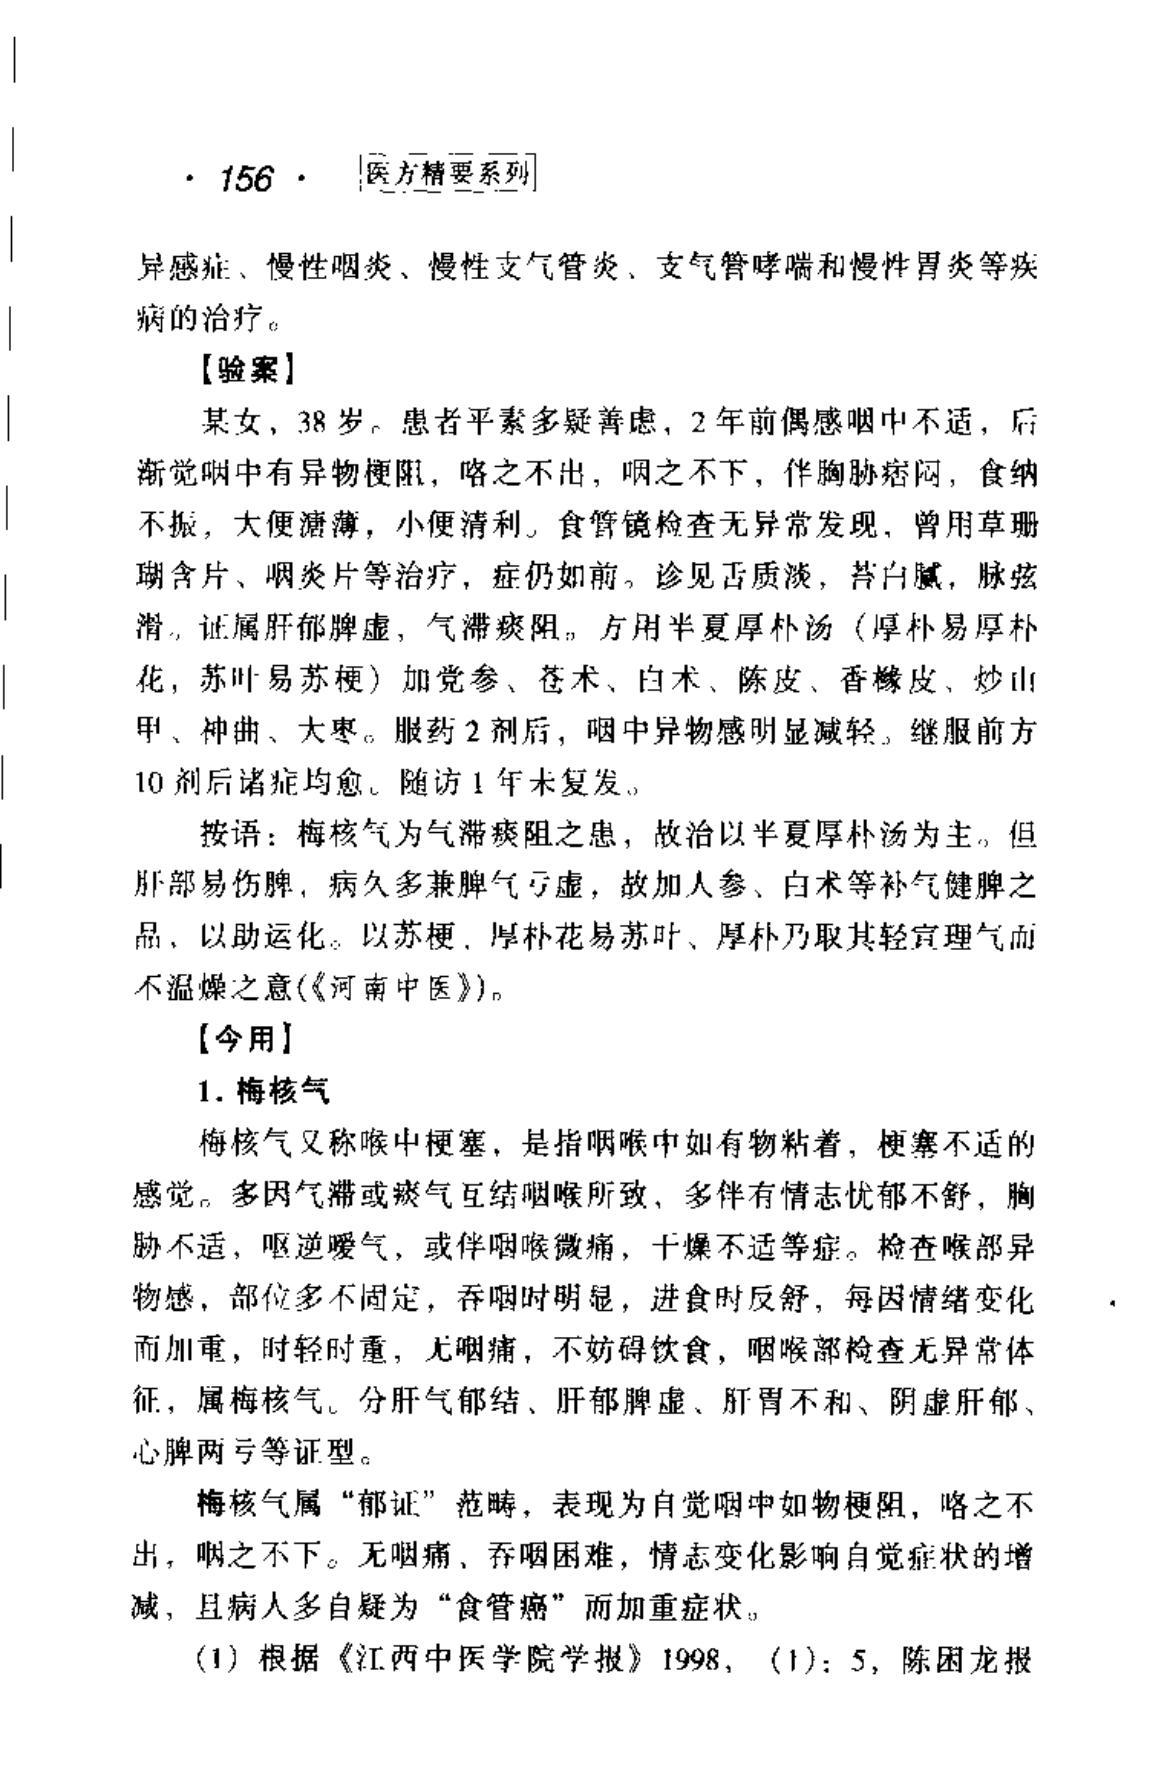 · 156 · 医方精要系列
异感症、慢性咽炎、慢性支气管炎、支气管哮喘和慢性胃炎等疾
病的治疗。
【验案】
某女，38 岁。患者平素多疑善虑，2 年前偶感咽中不适，后
渐觉咽中有异物梗阻，咯之不出，咽之不下，伴胸胁痞闷，食纳
不振，大便溏薄，小便清利。食管镜检查无异常发现，曾用草珊
瑚含片、咽炎片等治疗，症仍如前。诊见舌质淡，苔白腻，脉弦
滑。证属肝郁脾虚，气滞痰阻。方用半夏厚朴汤（厚朴易厚朴
花，苏叶易苏梗）加党参、苍术、白术、陈皮、香橼皮、炒山
甲、神曲、大枣。服药 2 剂后，咽中异物感明显减轻。继服前方
10 剂后诸症均愈。随访 1 年未复发。
按语：梅核气为气滞痰阻之患，故治以半夏厚朴汤为主。但
肝部易伤脾，病久多兼脾气亏虚，故加人参、白术等补气健脾之
品，以助运化。以苏梗、厚朴花易苏叶、厚朴乃取其轻宣理气而
不温燥之意(《河南中医》)。
【今用】
1. 梅核气
梅核气又称喉中梗塞，是指咽喉中如有物粘着，梗塞不适的
感觉。多因气滞或痰气互结咽喉所致，多伴有情志忧郁不舒，胸
胁不适，呕逆嗳气，或伴咽喉微痛，干燥不适等症。检查喉部异
物感，部位多不固定，吞咽时明显，进食时反舒，每因情绪变化
而加重，时轻时重，无咽痛，不妨碍饮食，咽喉部检查无异常体
征，属梅核气。分肝气郁结、肝郁脾虚、肝胃不和、阴虚肝郁、
心脾两亏等证型。
梅核气属“郁证”范畴，表现为自觉咽中如物梗阻，咯之不
出，咽之不下。无咽痛、吞咽困难，情志变化影响自觉症状的增
减，且病人多自疑为“食管癌”而加重症状。
(1) 根据《江西中医学院学报》1998，(1)：5，陈困龙报